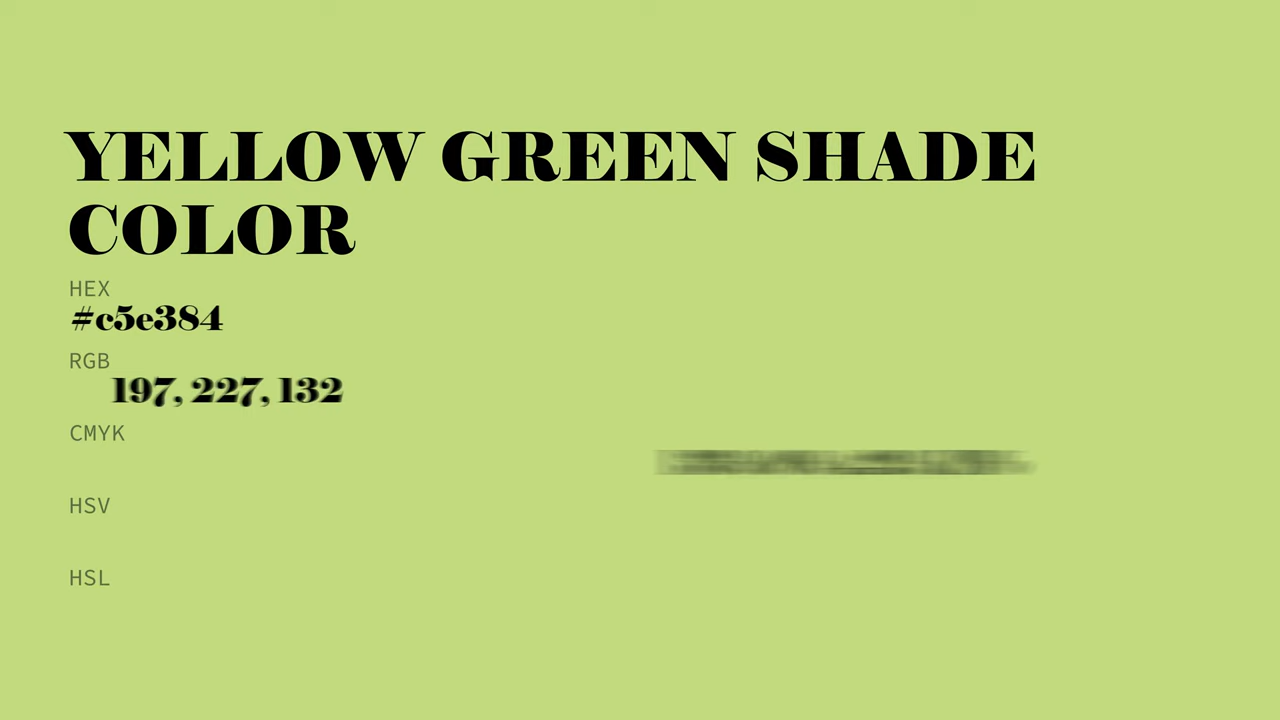 YELLOW GREEN SHADE
COLOR
HEX
#c5e384
RGB
197, 227, 132
CMYK
HSV
HSL